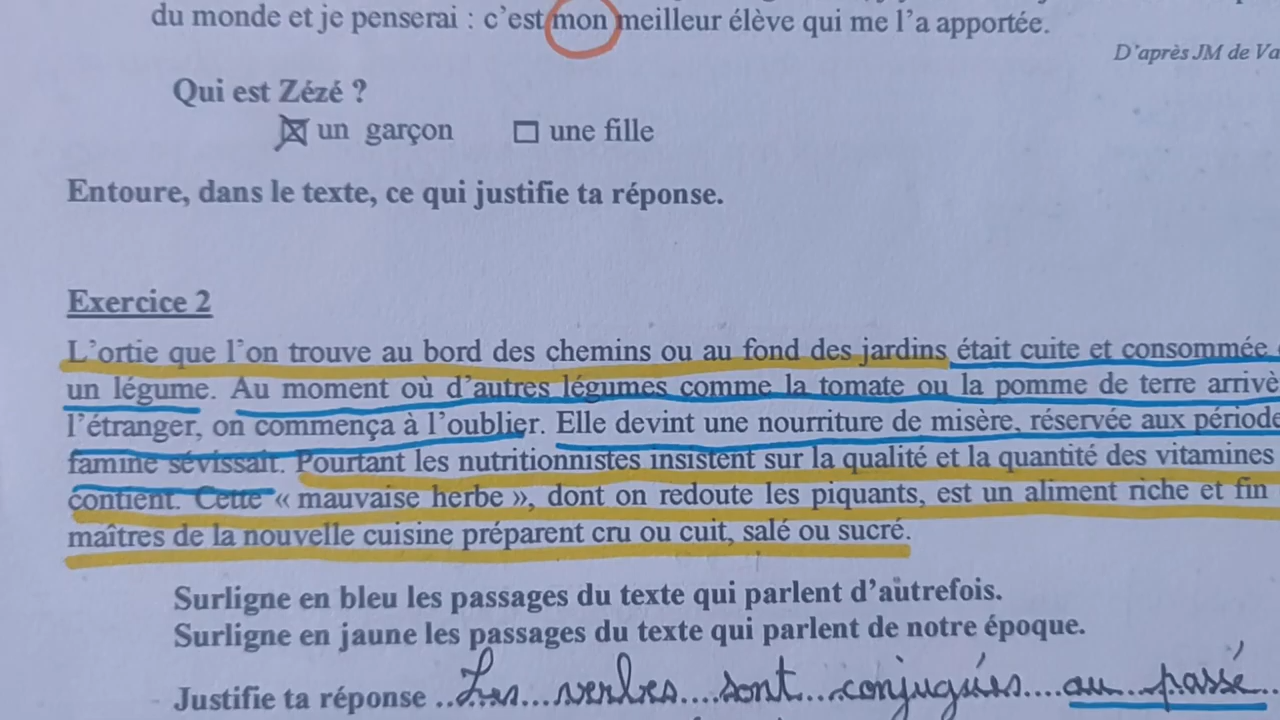 du monde et je penserai : c'est mon meilleur élève qui me l'a apportée.
D'après JM de Va
Qui est Zézé ?
un garçon une fille
Entoure, dans le texte, ce qui justifie ta réponse.
Exercice 2
L'ortie que l'on trouve au bord des chemins ou au fond des jardins était cuite et consommée
un légume. Au moment où d'autres légumes comme la tomate ou la pomme de terre arrivè
l'étranger, on commença à l'oublier. Elle devint une nourriture de misère, réservée aux période
famine sévissait. Pourtant les nutritionnistes insistent sur la qualité et la quantité des vitamines
contient. Cette « mauvaise herbe », dont on redoute les piquants, est un aliment riche et fin
maîtres de la nouvelle cuisine préparent cru ou cuit, salé ou sucré.
Surligne en bleu les passages du texte qui parlent d'autrefois.
Surligne en jaune les passages du texte qui parlent de notre époque.
Justifie ta réponse ..Les...verbes....sont...conjugués....au...passé..